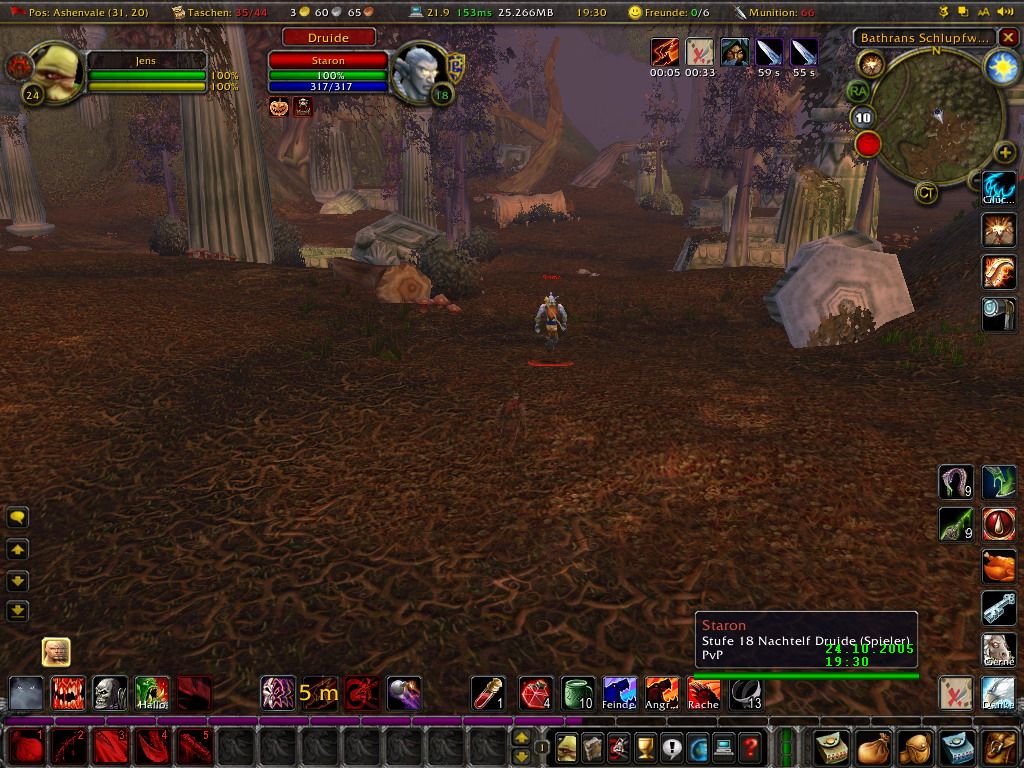 Pos: Ashenvale (31, 20) Taschen: 35/44 3 60 65 21.9 153ms 25.266MB 19:30 Freunde: 0/6 Munition: 66
Druide
Bathrans Schlupfw...
Jens
Staron
100%
100%
24
100%
317/317
18
00:05 00:33 59 s 55 s
N
RA
10
CT
9
9
Staron
Stufe 18 Nachtelf Druide (Spieler)
PvP
24.10.2005
19:30
Hallo!
5 m
1
4
10
Feinde
Angr...
Rache
13
1
2
3
4
5
1